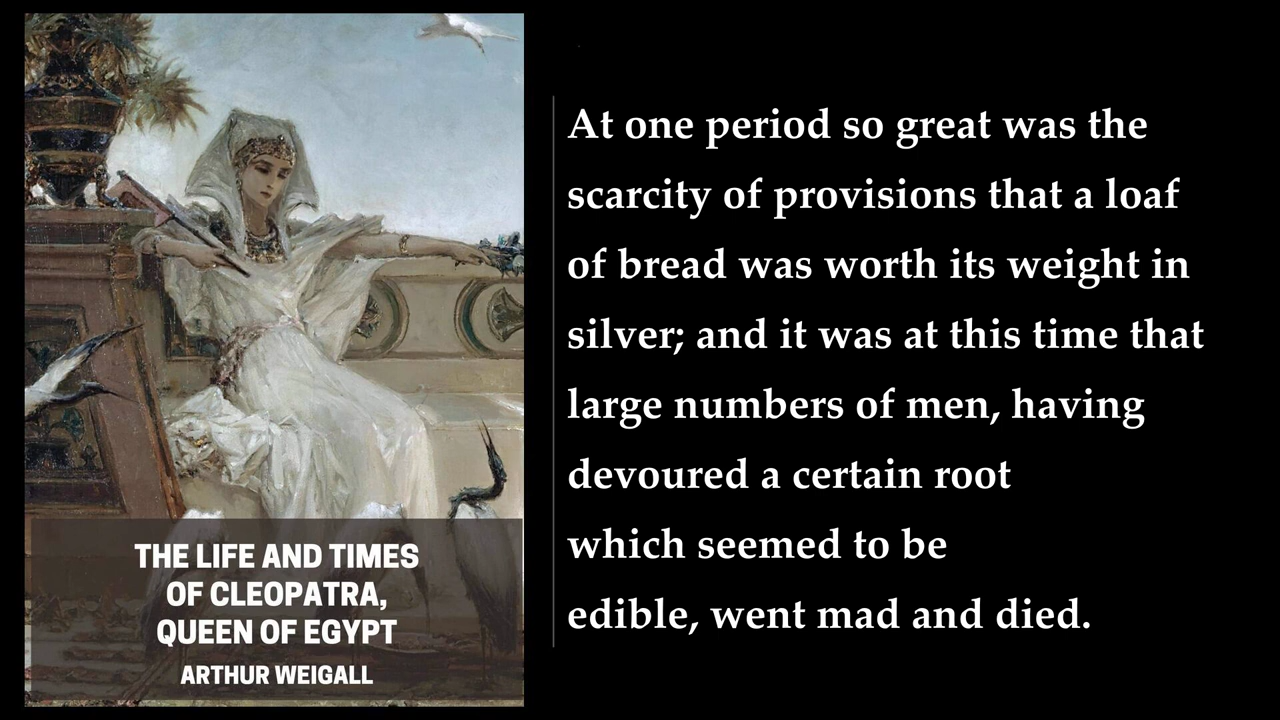 THE LIFE AND TIMES
OF CLEOPATRA,
QUEEN OF EGYPT
ARTHUR WEIGALL
At one period so great was the
scarcity of provisions that a loaf
of bread was worth its weight in
silver; and it was at this time that
large numbers of men, having
devoured a certain root
which seemed to be
edible, went mad and died.